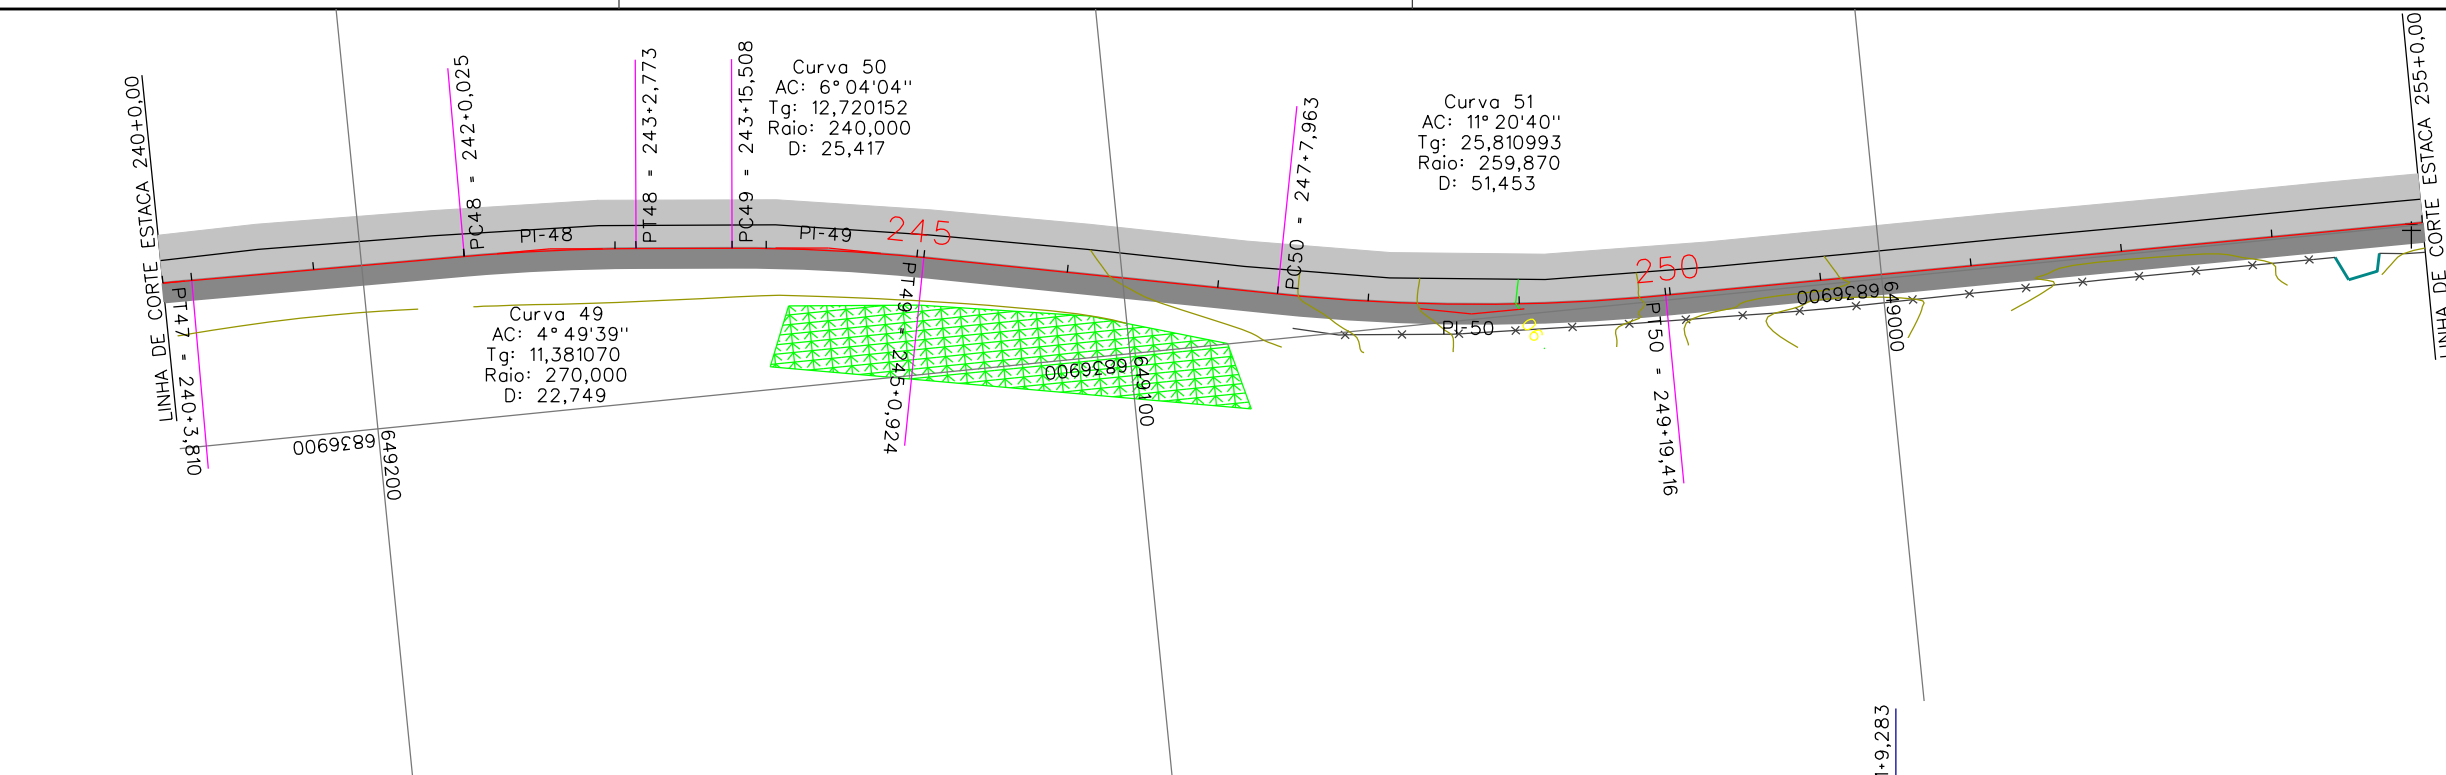 LINHA DE CORTE ESTACA 240+0,00
PT47 = 240+3,810
PC48 = 242+0,025
PI-48
PT48 = 243+2,773
PC49 = 243+15,508
PI-49
Curva 50
AC: 6°04'04"
Tg: 12,720152
Raio: 240,000
D: 25,417
245
PT49 = 245+0,924
Curva 49
AC: 4°49'39"
Tg: 11,381070
Raio: 270,000
D: 22,749
6836900
649200
6836900
649100
PC50 = 247+7,963
Curva 51
AC: 11°20'40"
Tg: 25,810993
Raio: 259,870
D: 51,453
PI-50
250
PT50 = 249+19,416
6836900
649000
LINHA DE CORTE ESTACA 255+0,00
1+9,283